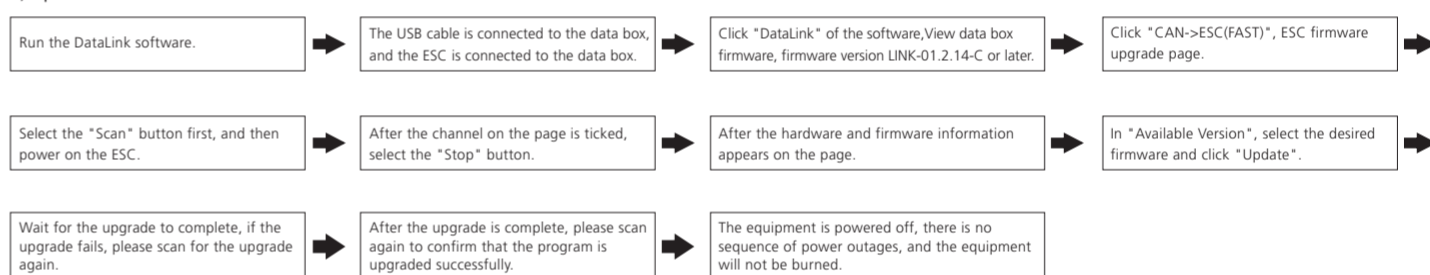 Run the DataLink software.
The USB cable is connected to the data box,
and the ESC is connected to the data box.
Click "DataLink" of the software,View data box
firmware, firmware version LINK-01.2.14-C or later.
Click "CAN->ESC(FAST)", ESC firmware
upgrade page.
Select the "Scan" button first, and then
power on the ESC.
After the channel on the page is ticked,
select the "Stop" button.
After the hardware and firmware information
appears on the page.
In "Available Version", select the desired
firmware and click "Update".
Wait for the upgrade to complete, if the
upgrade fails, please scan for the upgrade
again.
After the upgrade is complete, please scan
again to confirm that the program is
upgraded successfully.
The equipment is powered off, there is no
sequence of power outages, and the equipment
will not be burned.